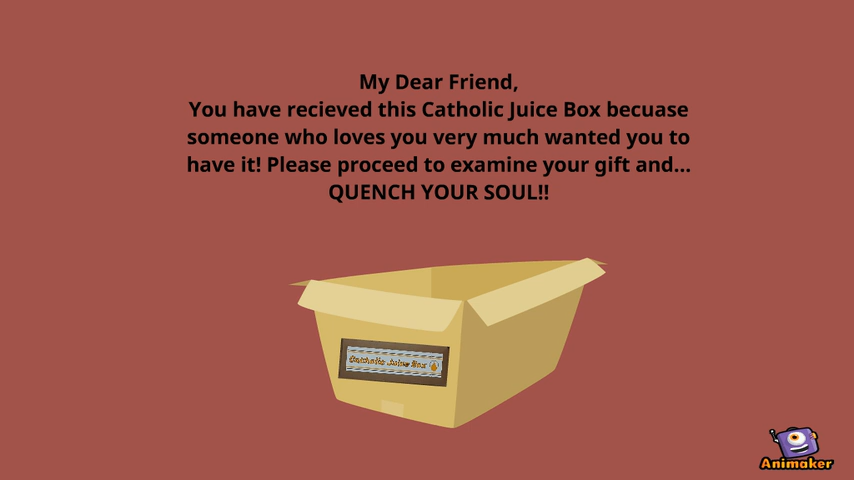 My Dear Friend,
You have recieved this Catholic Juice Box becuase
someone who loves you very much wanted you to
have it! Please proceed to examine your gift and...
QUENCH YOUR SOUL!!
Catholic Juice Box
Animaker